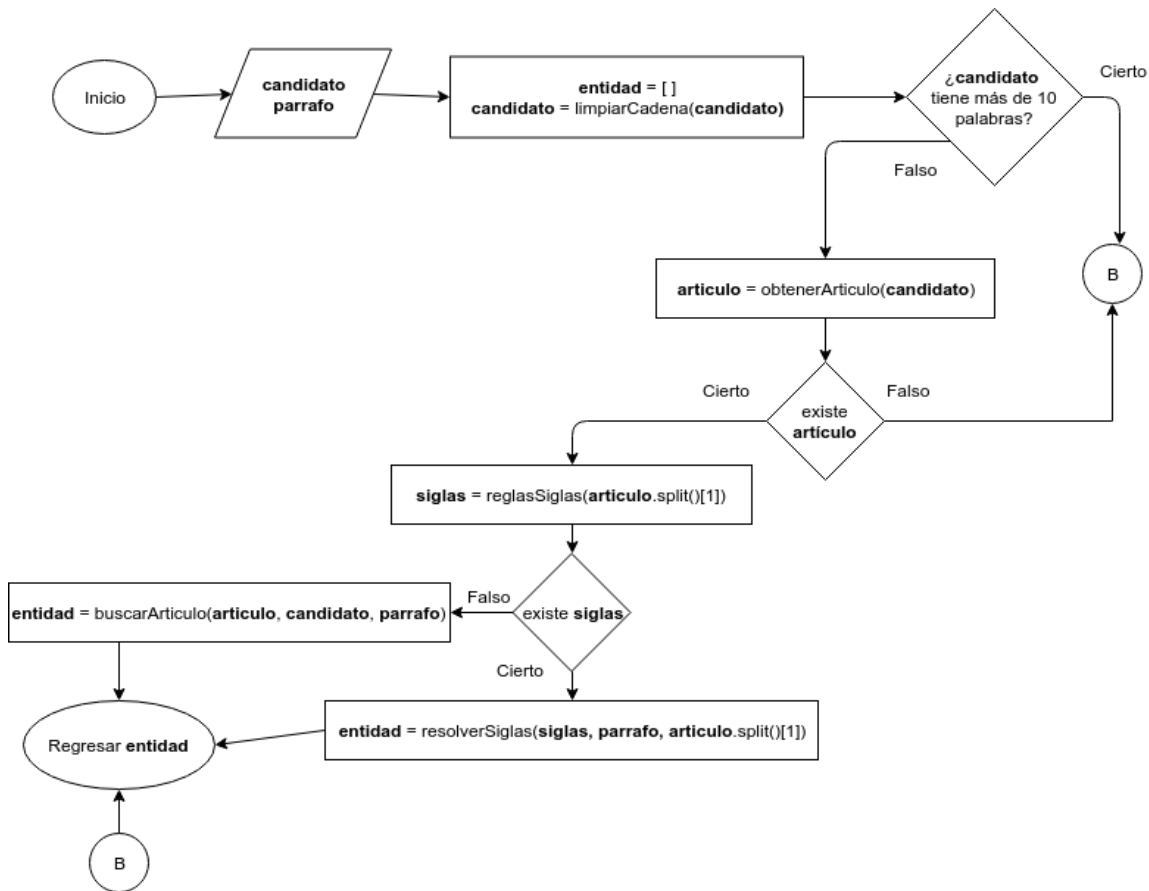 Inicio
candidato
parrafo
entidad = [ ]
candidato = limpiarCadena(candidato)
¿candidato
tiene más de 10
palabras?
Cierto
Falso
B
articulo = obtenerArticulo(candidato)
Cierto
Falso
existe
artículo
siglas = reglasSiglas(articulo.split()[1])
entidad = buscarArticulo(articulo, candidato, parrafo)
Falso
existe siglas
Cierto
entidad = resolverSiglas(siglas, parrafo, articulo.split()[1])
Regresar entidad
B